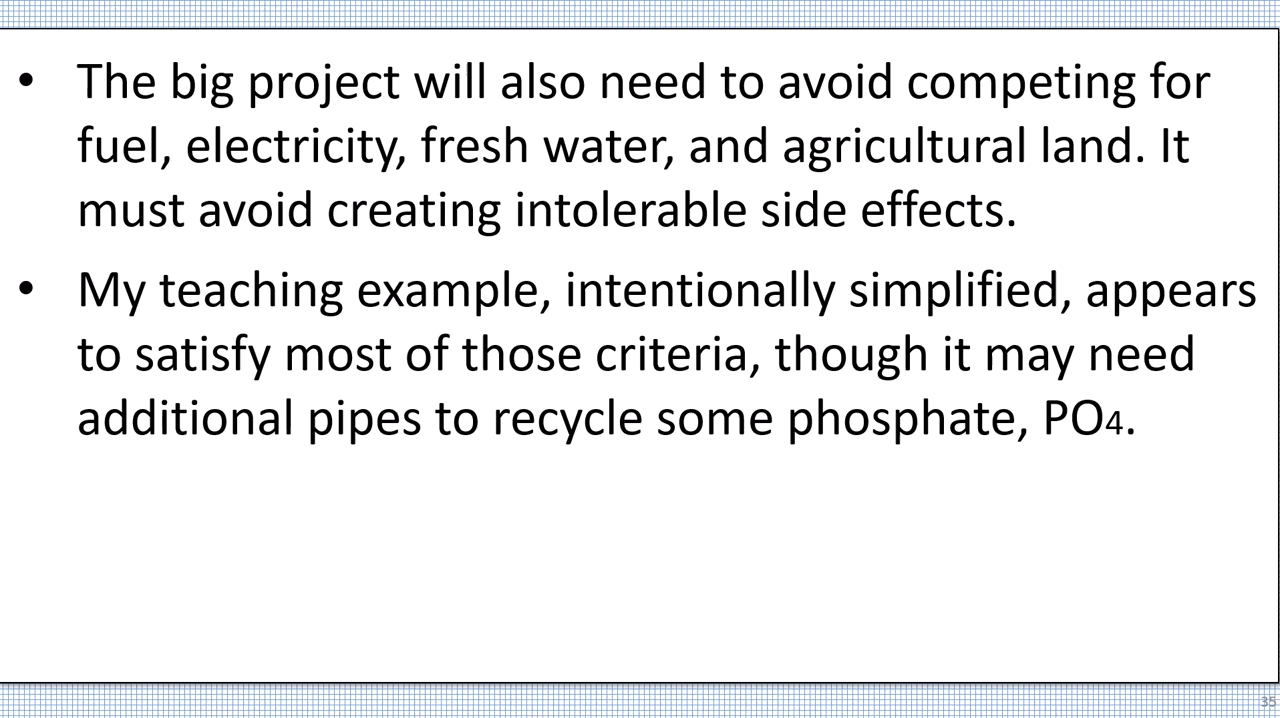 • The big project will also need to avoid competing for
fuel, electricity, fresh water, and agricultural land. It
must avoid creating intolerable side effects.
• My teaching example, intentionally simplified, appears
to satisfy most of those criteria, though it may need
additional pipes to recycle some phosphate, PO4.
35